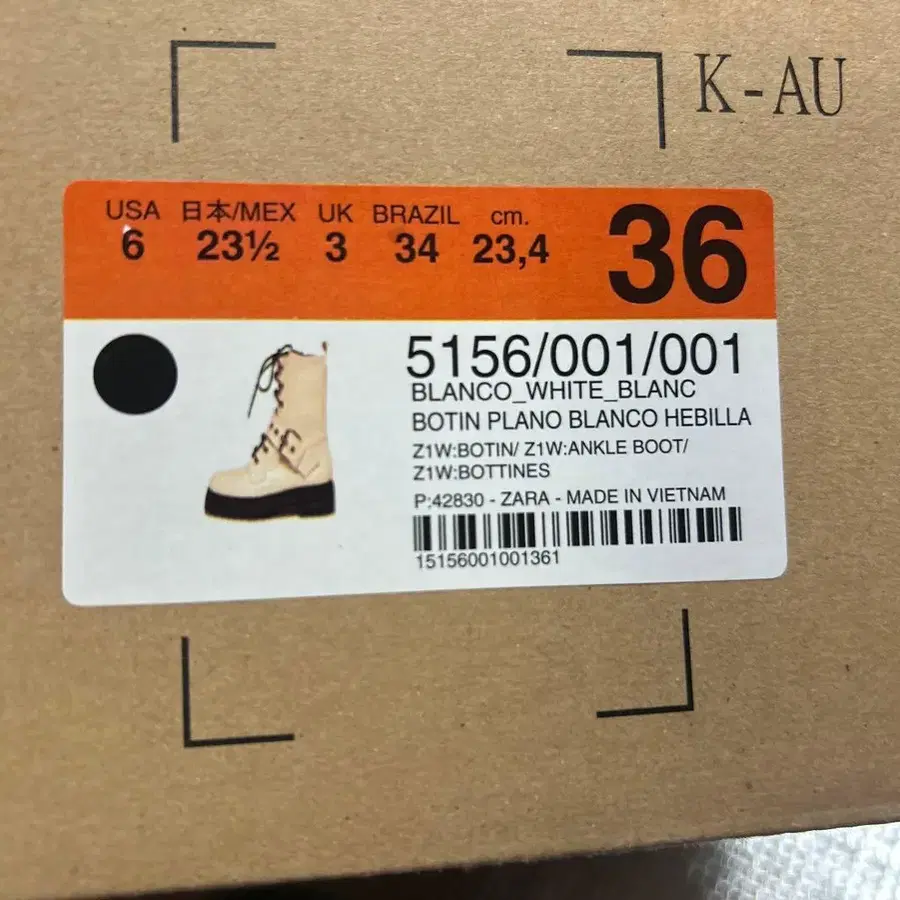 K-AU
USA 日本/MEX UK BRAZIL cm.
6 23½ 3 34 23,4
36
5156/001/001
BLANCO_WHITE_BLANC
BOTIN PLANO BLANCO HEBILLA
Z1W:BOTIN/ Z1W:ANKLE BOOT/
Z1W:BOTTINES
P:42830 - ZARA - MADE IN VIETNAM
15156001001361